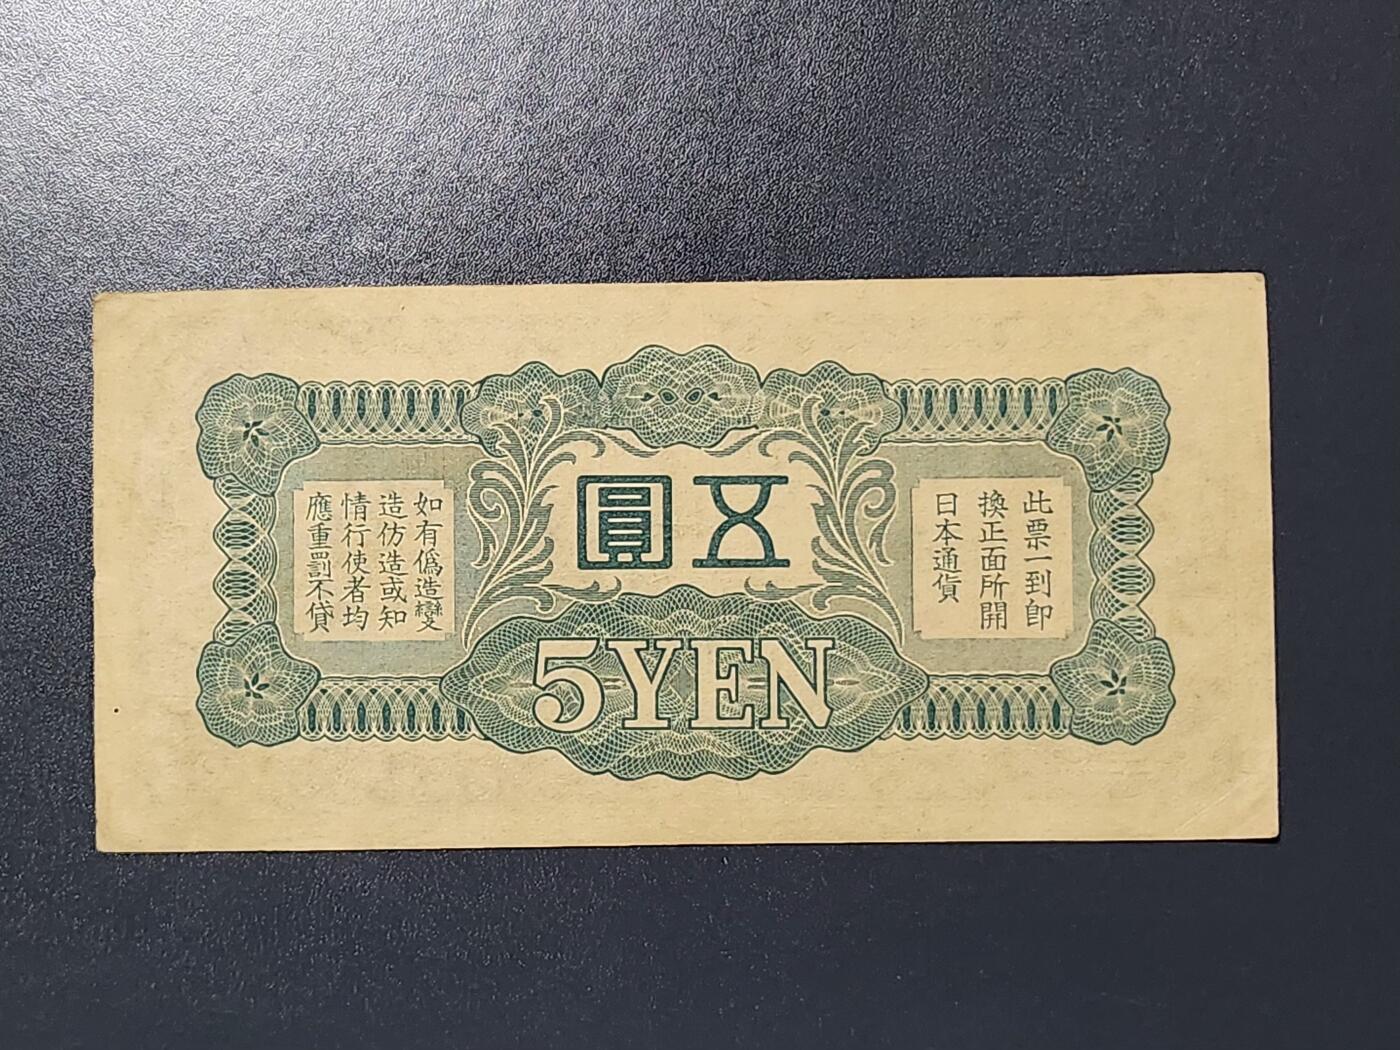 此票一到卽
換正面所開
日本通貨
五圓
5YEN
如有僞造變
造仿造或知
情行使者均
應重罰不貸